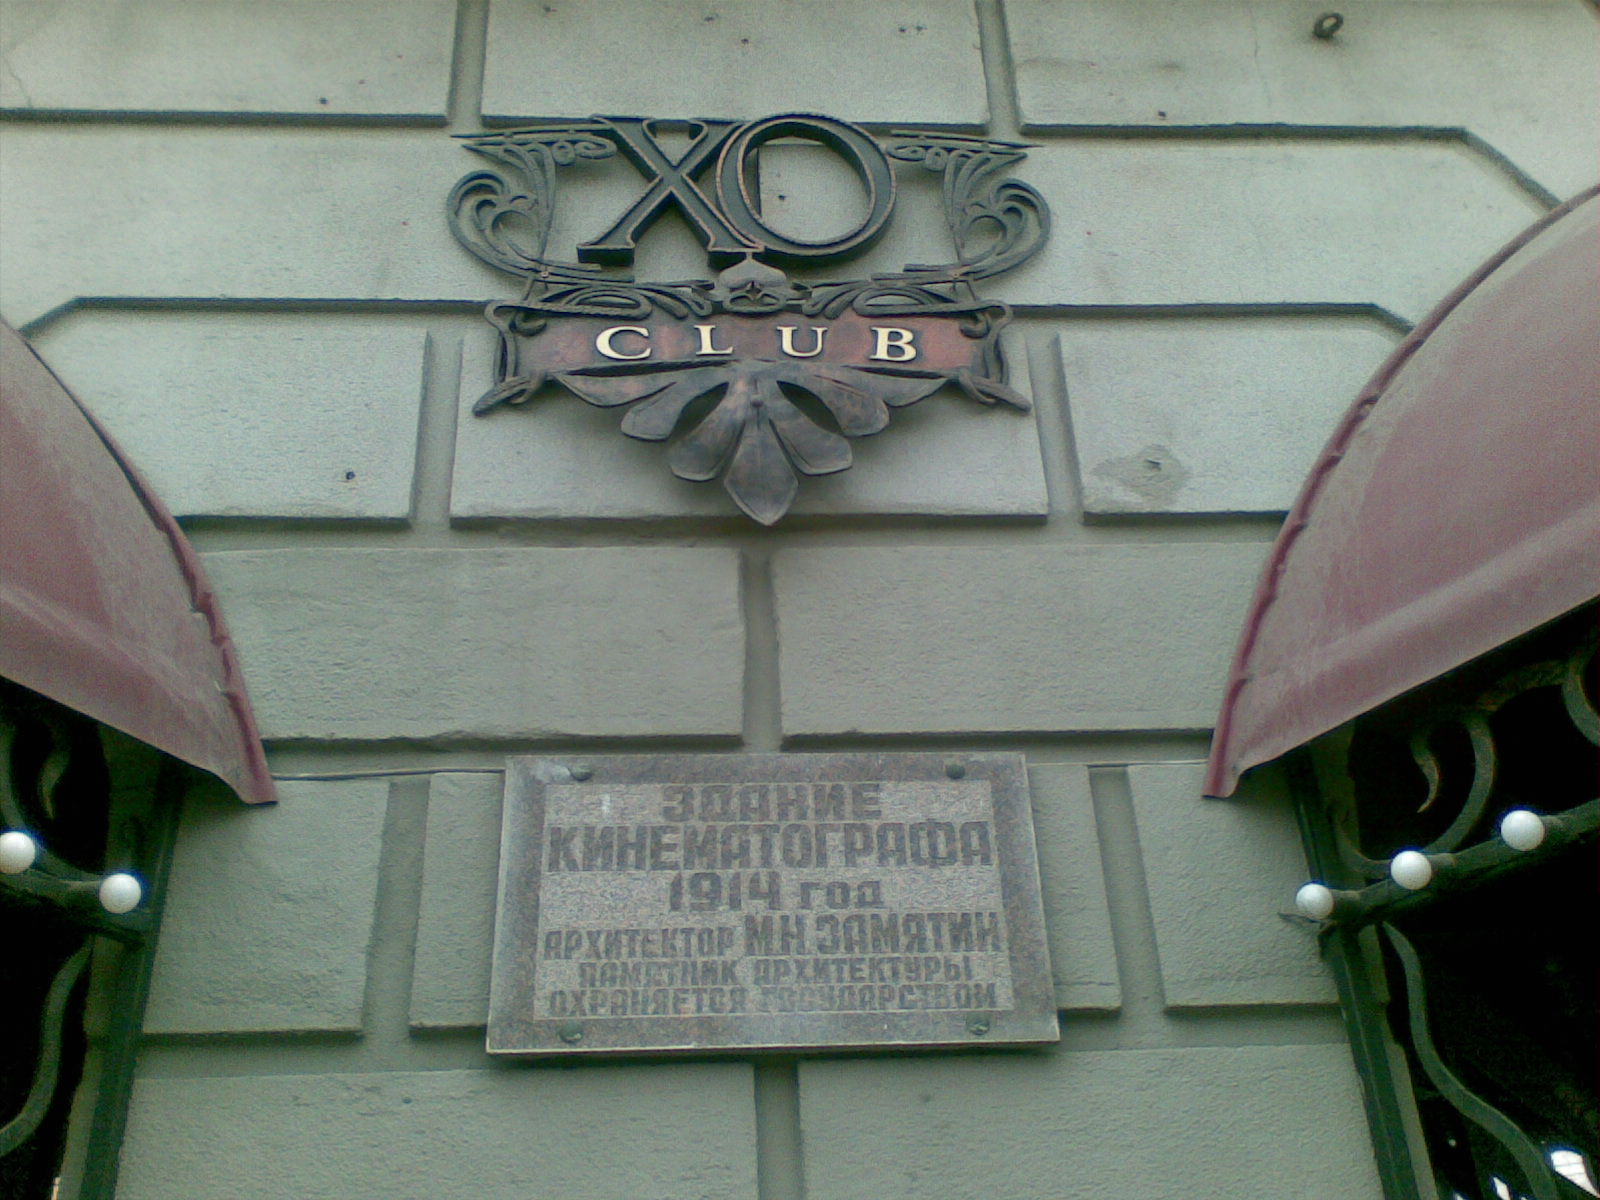 XO
CLUB
ЗДАНИЕ
КИНЕМАТОГРАФА
1914 год
АРХИТЕКТОР М.Н.ЗАМЯТИН
ПАМЯТНИК АРХИТЕКТУРЫ
ОХРАНЯЕТСЯ ГОСУДАРСТВОМ